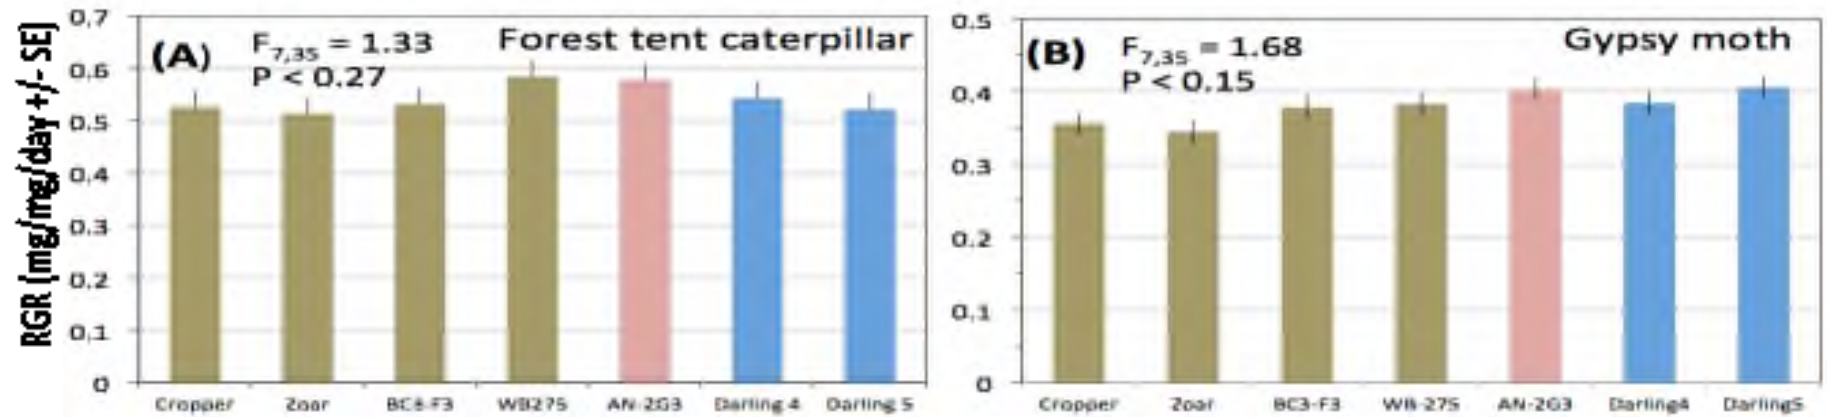 RGR (mg/mg/day +/- SE)
(A)
F7,35 = 1.33
P < 0.27
Forest tent caterpillar
0.7
0.6
0.5
0.4
0.3
0.2
0.1
0
Cropper Zoar BC3-F3 WB275 AN-2G3 Darling 4 Darling 5
(B)
F7,35 = 1.68
P < 0.15
Gypsy moth
0.5
0.4
0.3
0.2
0.1
0
Cropper Zoar BC3-F3 WB-275 AN-2G3 Darling4 Darling5